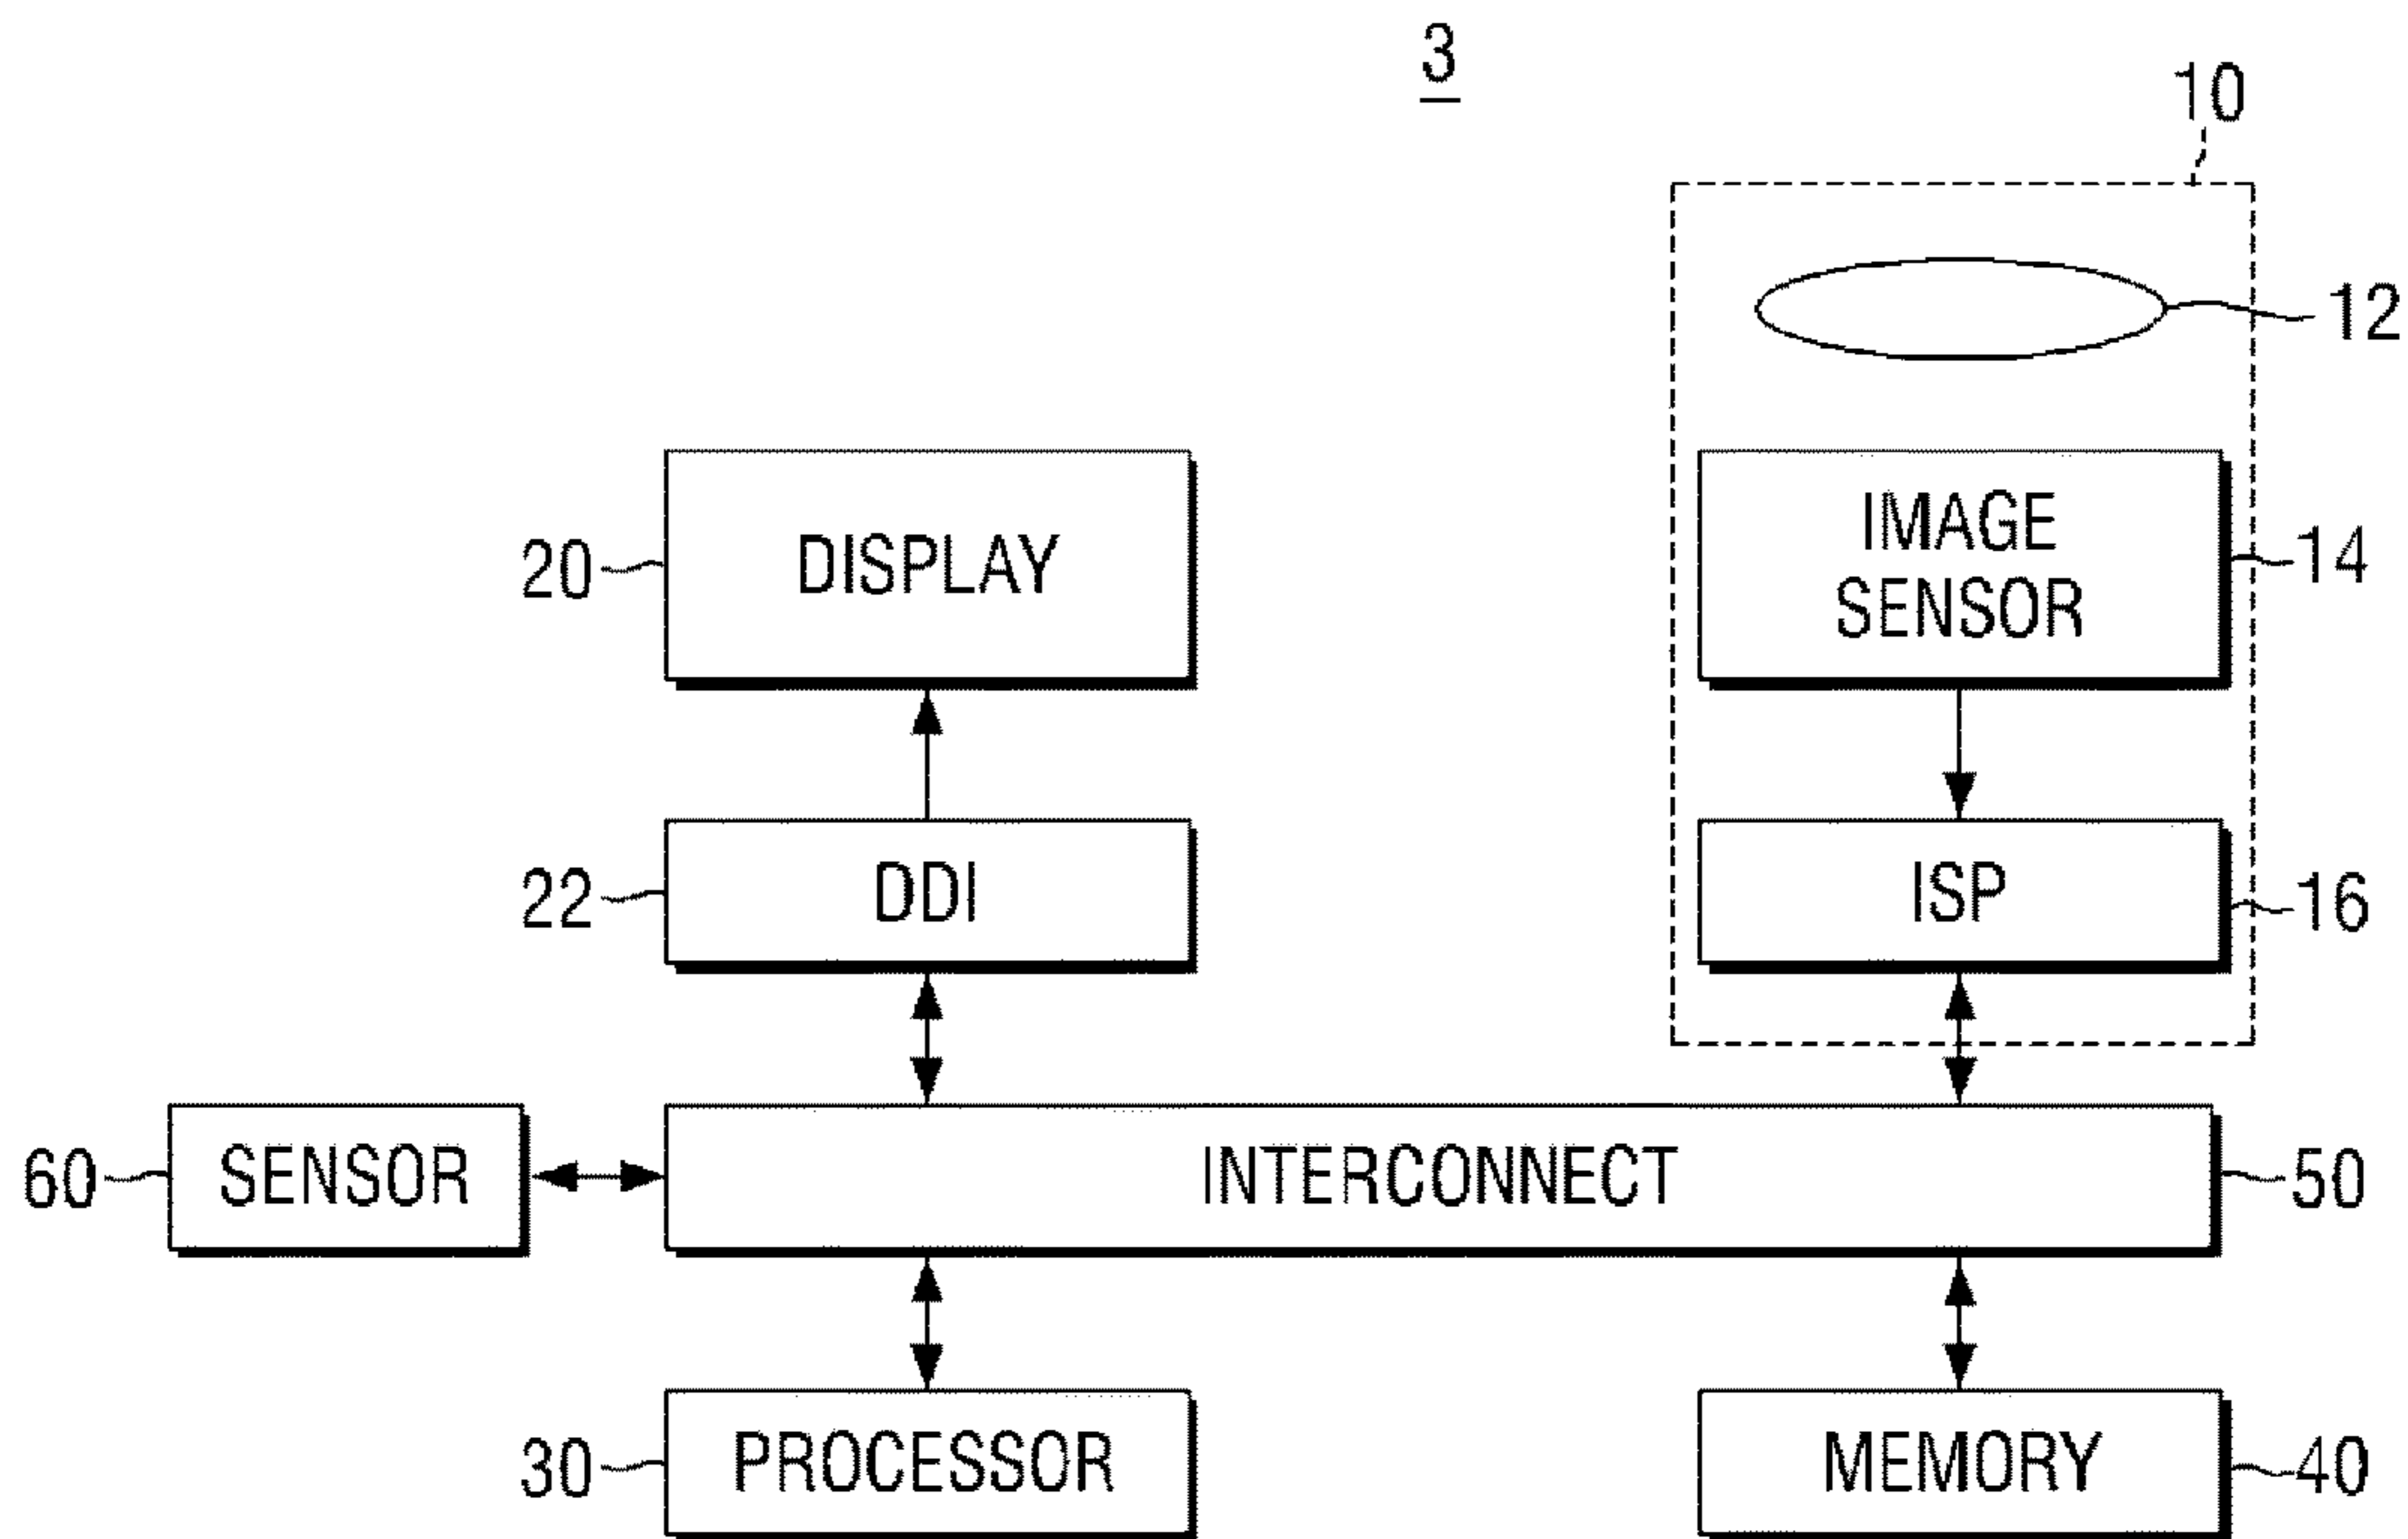 3
10
12
DISPLAY
20
IMAGE
SENSOR
14
DDI
22
ISP
16
60
SENSOR
INTERCONNECT
50
30
PROCESSOR
MEMORY
40